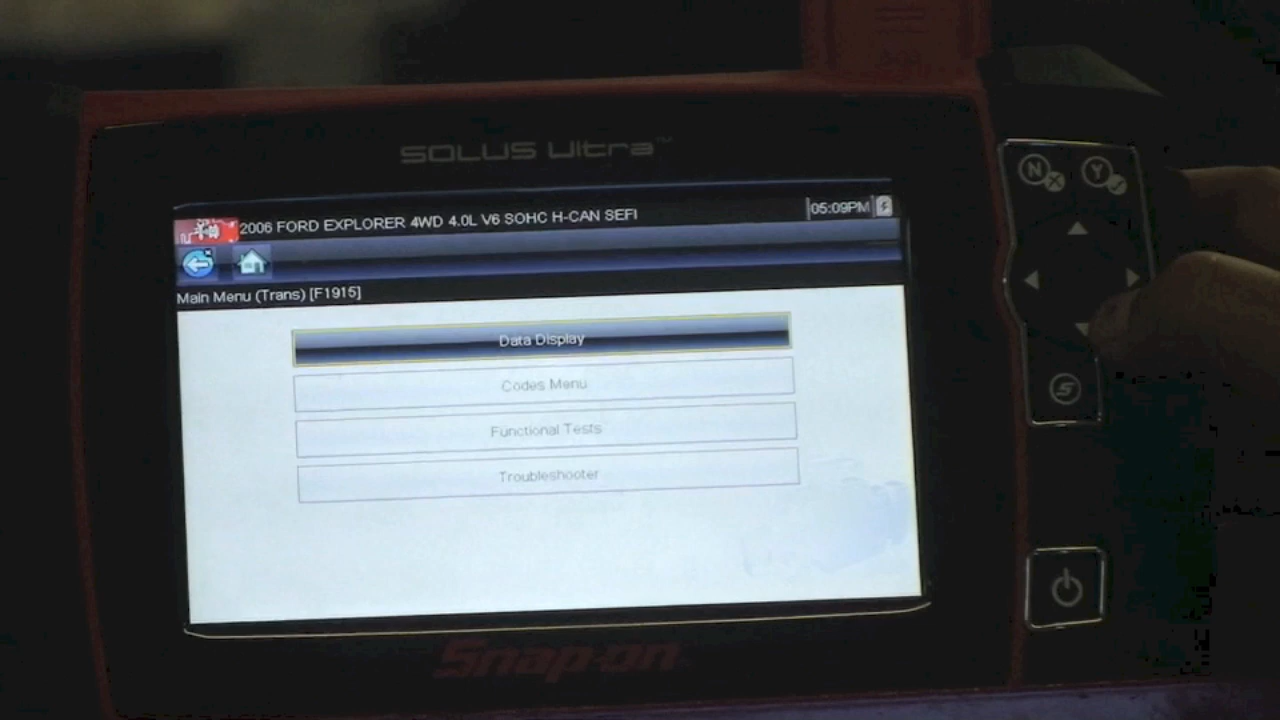 SOLUS Ultra™
2006 FORD EXPLORER 4WD 4.0L V6 SOHC H-CAN SEFI
05:09PM
Main Menu (Trans) [F1915]
Data Display
Codes Menu
Functional Tests
Troubleshooter
N X
Y
S
Snap-on